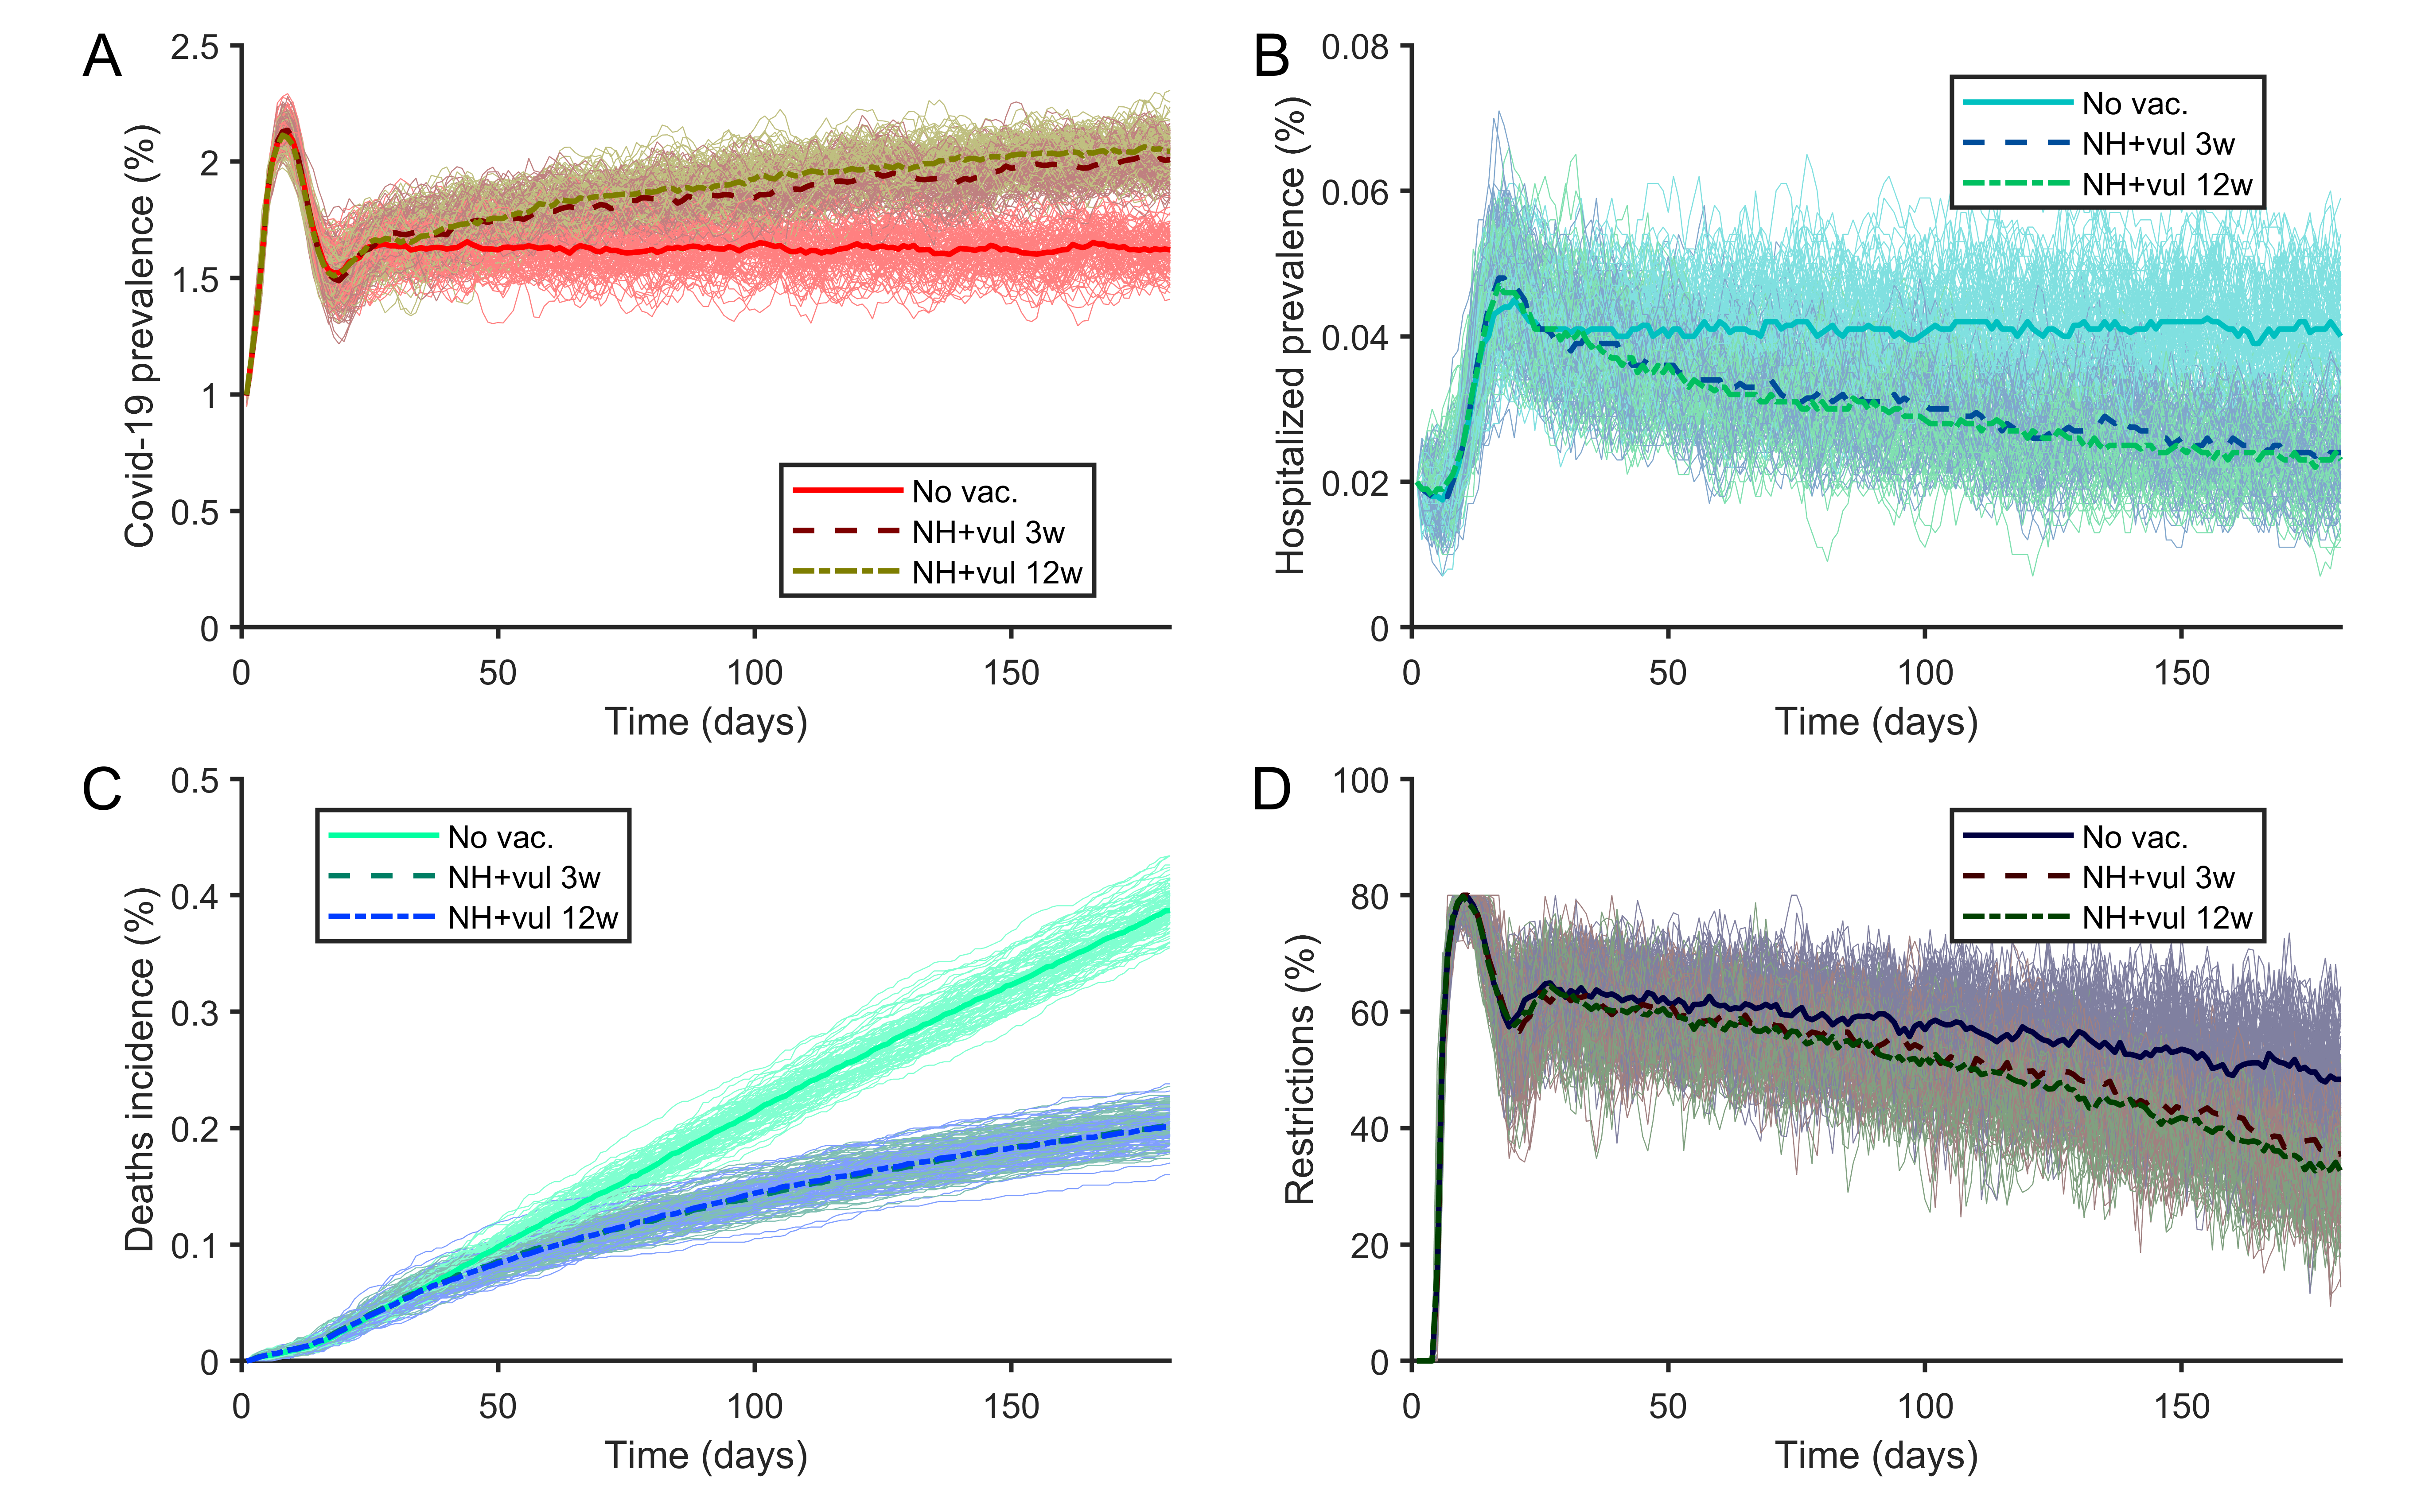 A
2.5
2
1.5
1
0.5
0
Covid-19 prevalence (%)
No vac.
NH+vul 3w
NH+vul 12w
0 50 100 150
Time (days)
B
0.08
0.06
0.04
0.02
0
Hospitalized prevalence (%)
No vac.
NH+vul 3w
NH+vul 12w
0 50 100 150
Time (days)
C
0.5
0.4
0.3
0.2
0.1
0
Deaths incidence (%)
No vac.
NH+vul 3w
NH+vul 12w
0 50 100 150
Time (days)
D
100
80
60
40
20
0
Restrictions (%)
No vac.
NH+vul 3w
NH+vul 12w
0 50 100 150
Time (days)